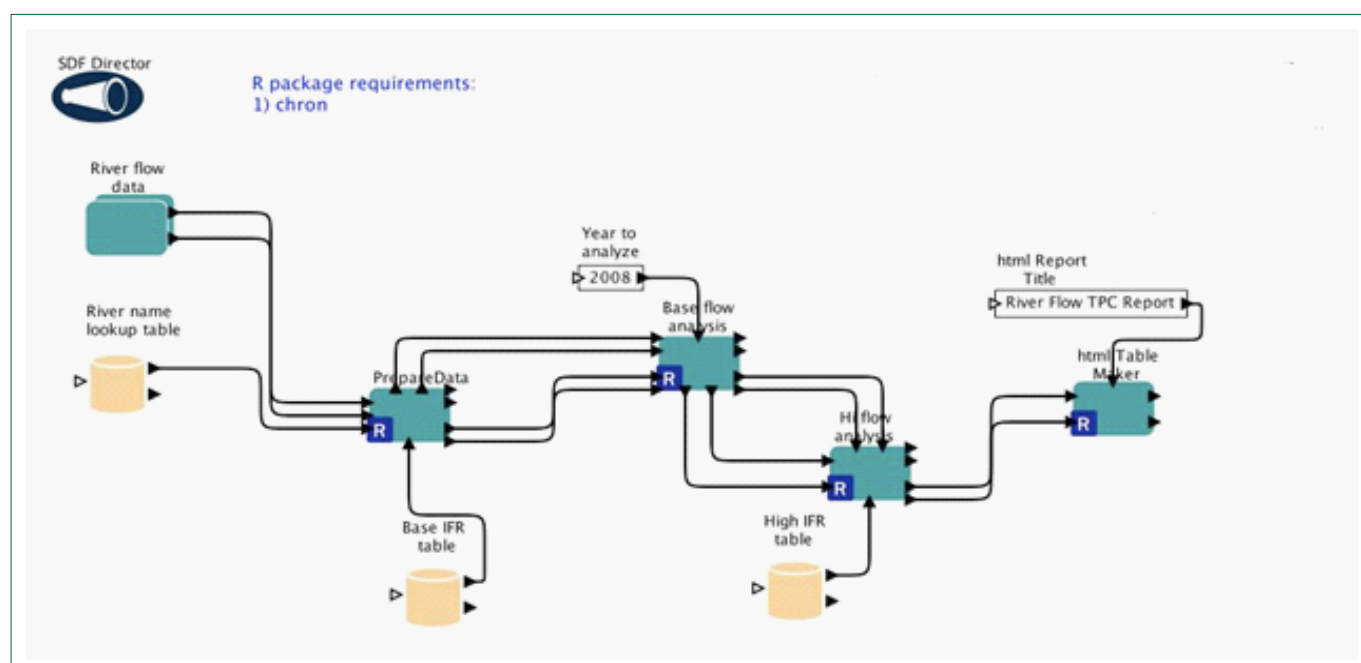 SDF Director
R package requirements:
1) chron
River flow
data
Year to
analyze
2008
html Report
Title
River Flow TPC Report
River name
lookup table
Base flow
analysis
R
html Table
Maker
R
PrepareData
R
Hi flow
analysis
R
Base IFR
table
High IFR
table